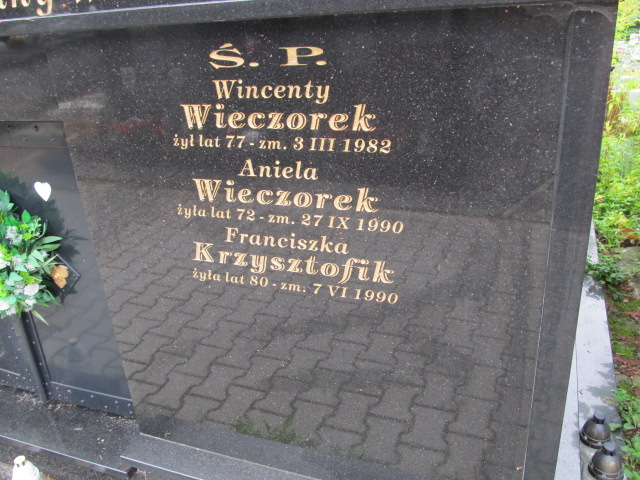 Ś. P.
Wincenty
Wieczorek
żył lat 77 - zm. 3 III 1982
Aniela
Wieczorek
żyła lat 72 - zm. 27 IX 1990
Franciszka
Krzysztofik
żyła lat 80 - zm. 7 VI 1990